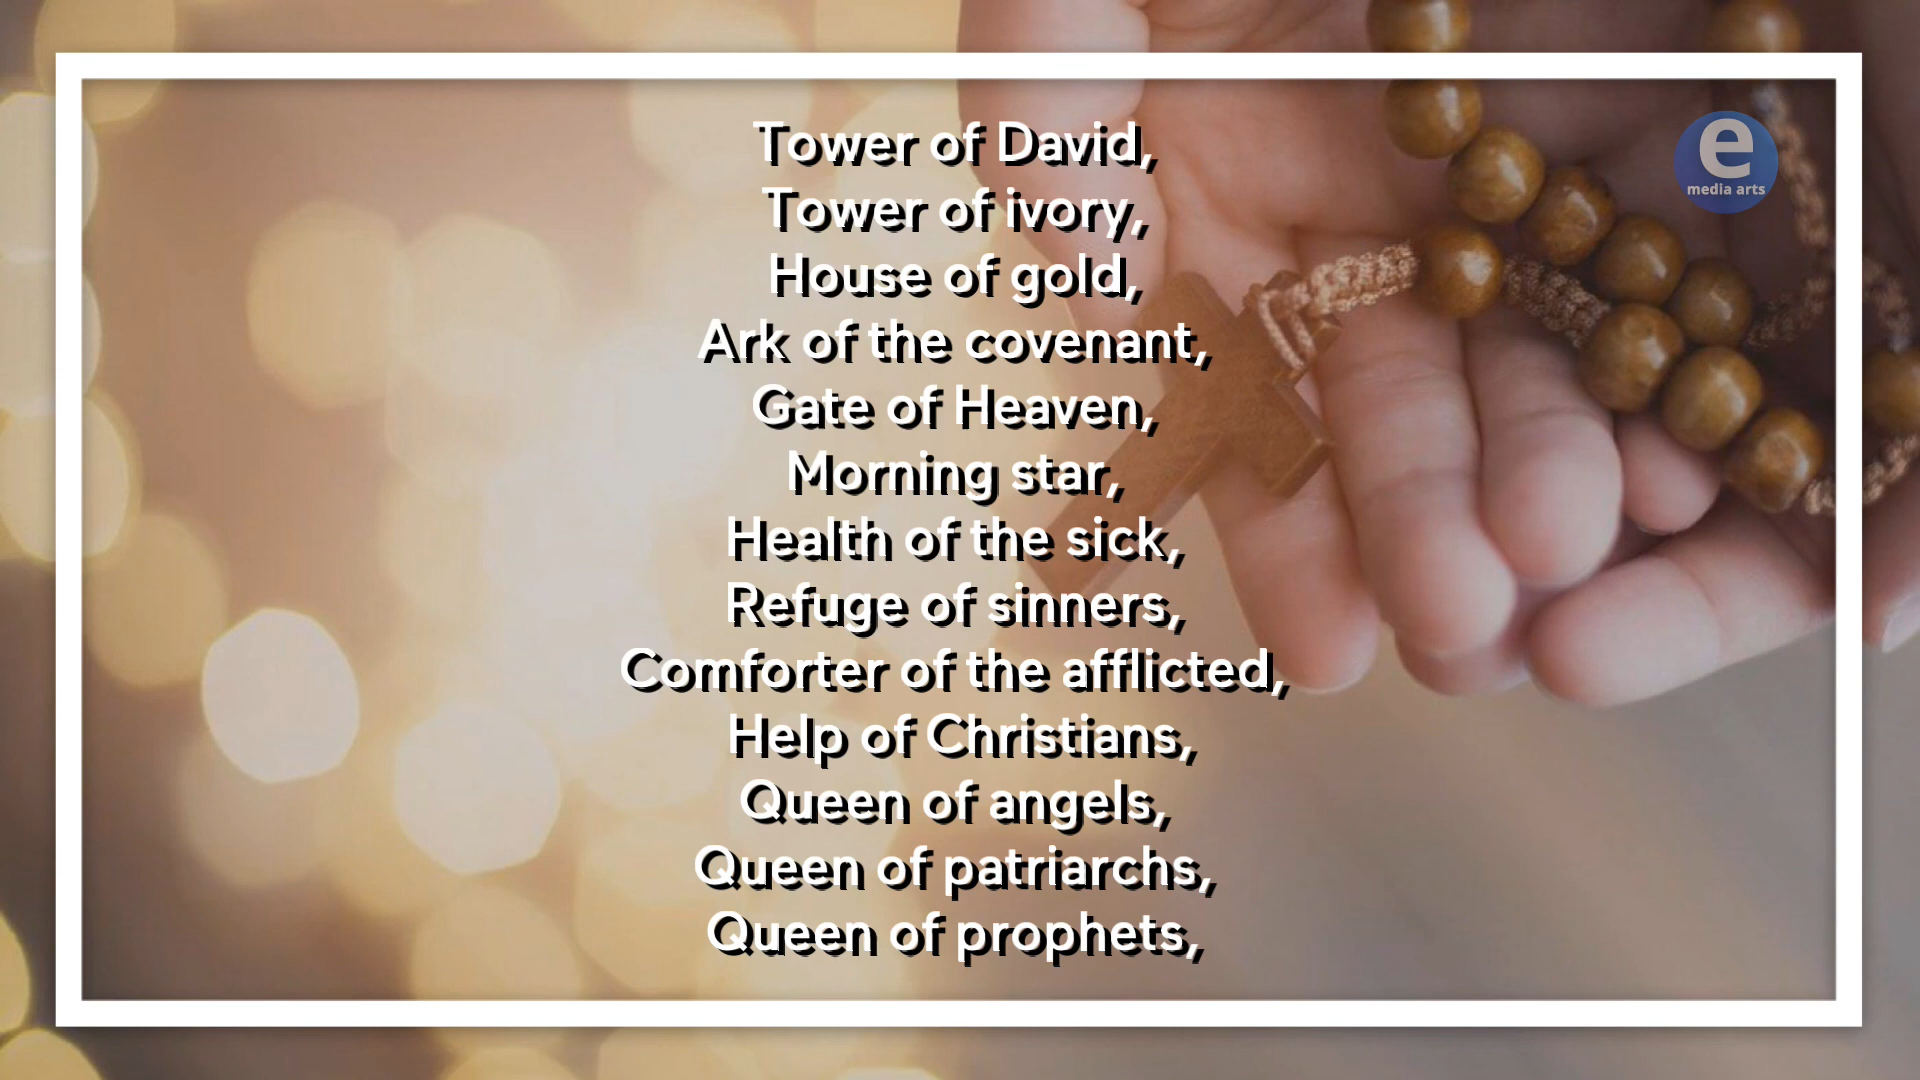 Tower of David,
Tower of ivory,
House of gold,
Ark of the covenant,
Gate of Heaven,
Morning star,
Health of the sick,
Refuge of sinners,
Comforter of the afflicted,
Help of Christians,
Queen of angels,
Queen of patriarchs,
Queen of prophets,
e
media arts